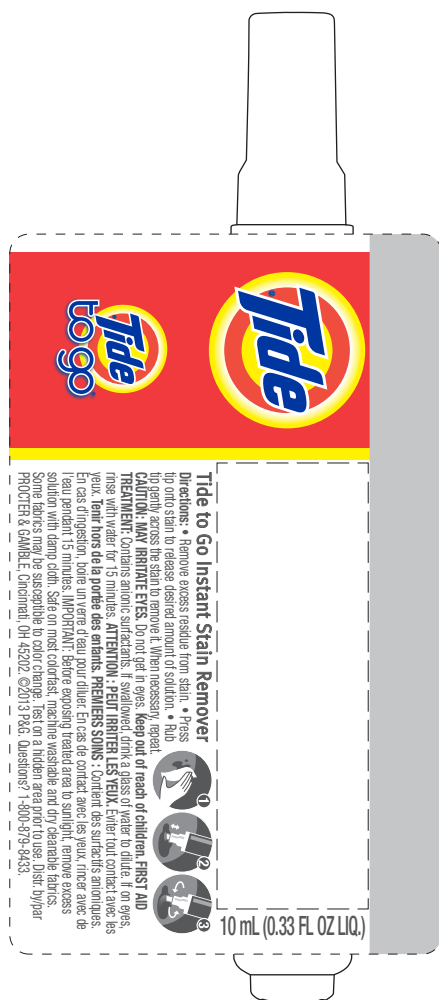 Tide
Tide
to go
Tide to Go Instant Stain Remover
Directions: • Remove excess residue from stain. • Press
tip onto stain to release desired amount of solution. • Rub
tip gently across the stain to remove it. When necessary, repeat.
CAUTION: MAY IRRITATE EYES. Do not get in eyes. Keep out of reach of children. FIRST AID
TREATMENT: Contains anionic surfactants. If swallowed, drink a glass of water to dilute. If on eyes,
rinse with water for 15 minutes. ATTENTION : PEUT IRRITER LES YEUX. Éviter tout contact avec les
yeux. Tenir hors de la portée des enfants. PREMIERS SOINS : Contient des surfactifs anioniques.
En cas d'ingestion, boire un verre d'eau pour diluer. En cas de contact avec les yeux, rincer avec de
l'eau pendant 15 minutes. IMPORTANT: Before exposing treated area to sunlight, remove excess
solution with damp cloth. Safe on most colorfast, machine washable and dry cleanable fabrics.
Some fabrics may be susceptible to color change. Test on a hidden area prior to use. Distr. by/par
PROCTER & GAMBLE, Cincinnati, OH 45202. ©2013 P&G. Questions? 1-800-879-8433.
1
2
3
10 mL (0.33 FL OZ LIQ.)